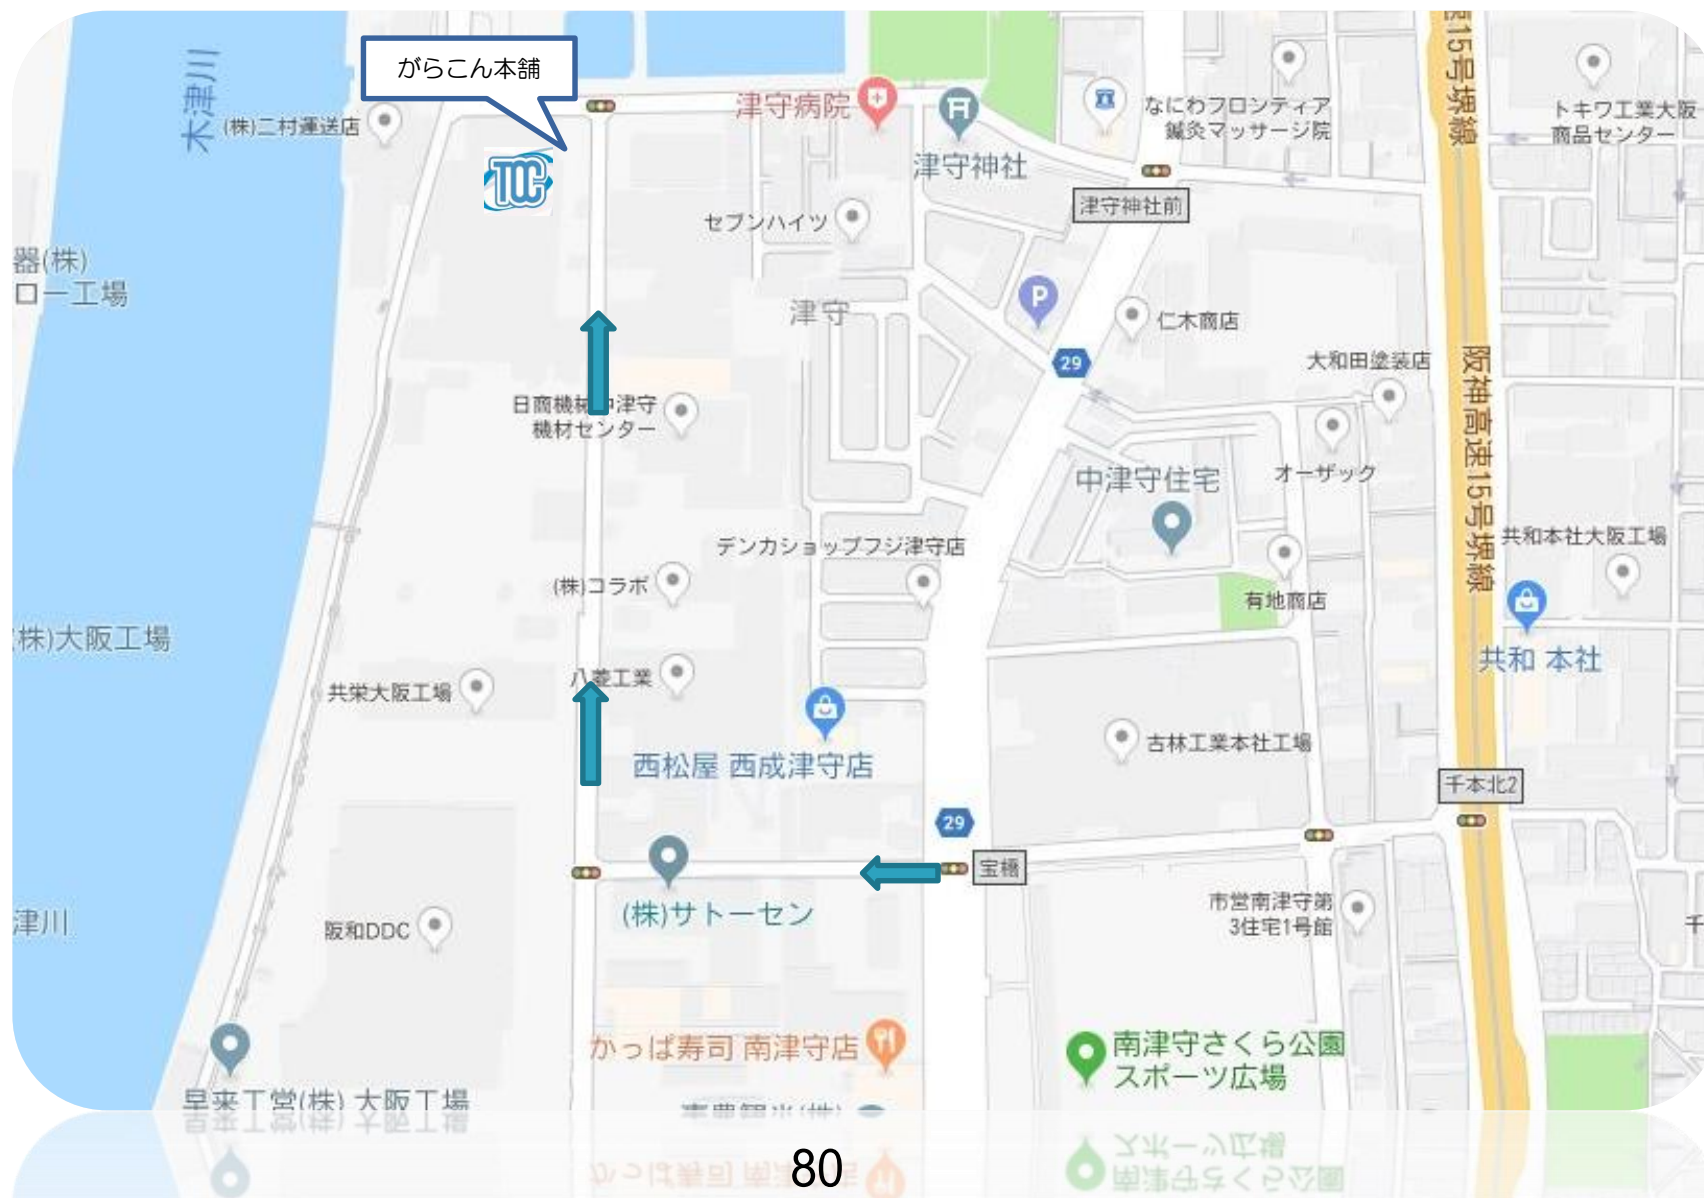 がらこん本舗
木津川
(株)二村運送店
TOC
津守病院
津守神社
なにわフロンティア
鍼灸マッサージ院
15号堺線
トキワ工業大阪
商品センター
セブンハイツ
津守神社前
器(株)
ロー工場
津守
P
仁木商店
29
大和田塗装店
阪神高速15号堺線
日商機械中津守
機材センター
中津守住宅
オーザック
デンカショップフジ津守店
共和本社大阪工場
(株)コラボ
有地商店
(株)大阪工場
共和 本社
八菱工業
共栄大阪工場
古林工業本社工場
西松屋 西成津守店
千本北2
29
宝橋
(株)サトーセン
市営南津守第
3住宅1号館
津川
阪和DDC
千
かっぱ寿司 南津守店
南津守さくら公園
スポーツ広場
早来工営(株) 大阪工場
80